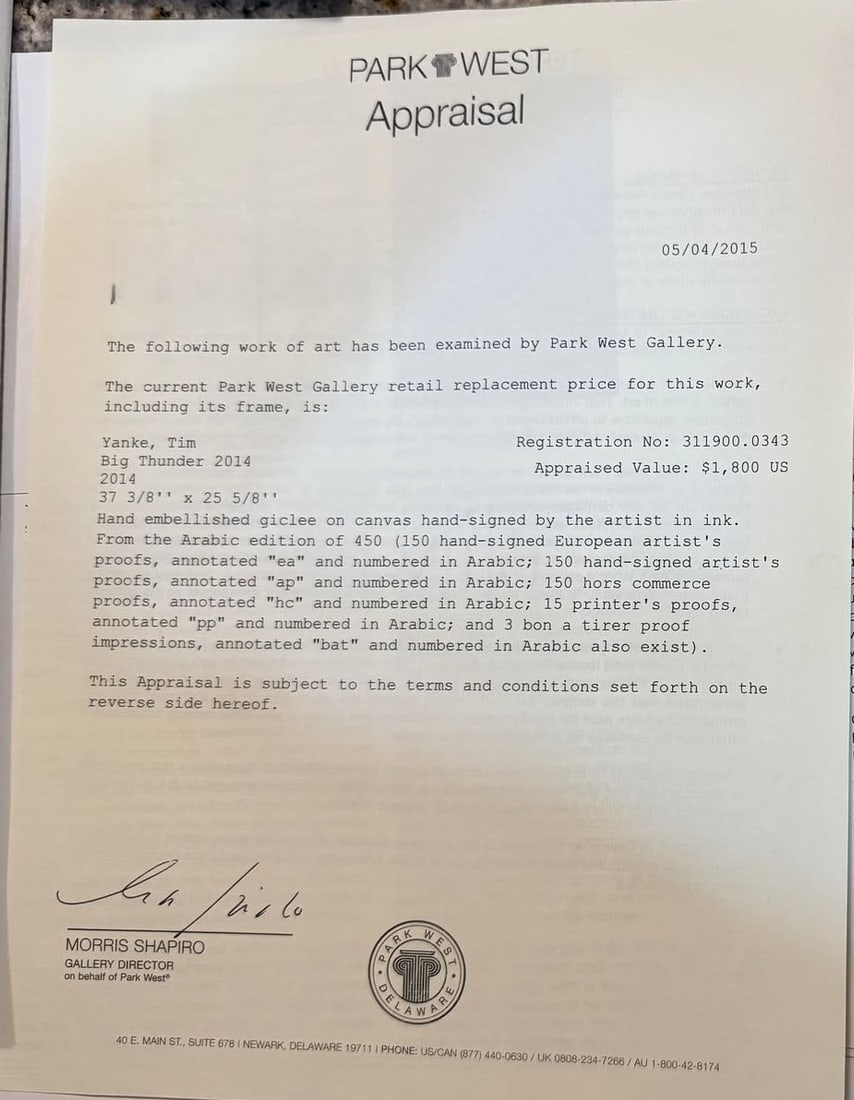 PARK WEST
Appraisal
05/04/2015
The following work of art has been examined by Park West Gallery.
The current Park West Gallery retail replacement price for this work,
including its frame, is:
Yanke, Tim
Big Thunder 2014
2014
37 3/8'' x 25 5/8''
Registration No: 311900.0343
Appraised Value: $1,800 US
Hand embellished giclee on canvas hand-signed by the artist in ink.
From the Arabic edition of 450 (150 hand-signed European artist's
proofs, annotated "ea" and numbered in Arabic; 150 hand-signed artist's
proofs, annotated "ap" and numbered in Arabic; 150 hors commerce
proofs, annotated "hc" and numbered in Arabic; 15 printer's proofs,
annotated "pp" and numbered in Arabic; and 3 bon a tirer proof
impressions, annotated "bat" and numbered in Arabic also exist).
This Appraisal is subject to the terms and conditions set forth on the
reverse side hereof.
MORRIS SHAPIRO
GALLERY DIRECTOR
on behalf of Park West®
PARK WEST
DELAWARE
40 E. MAIN ST., SUITE 678 | NEWARK, DELAWARE 19711 | PHONE: US/CAN (877) 440-0630 / UK 0808-234-7266 / AU 1-800-42-8174